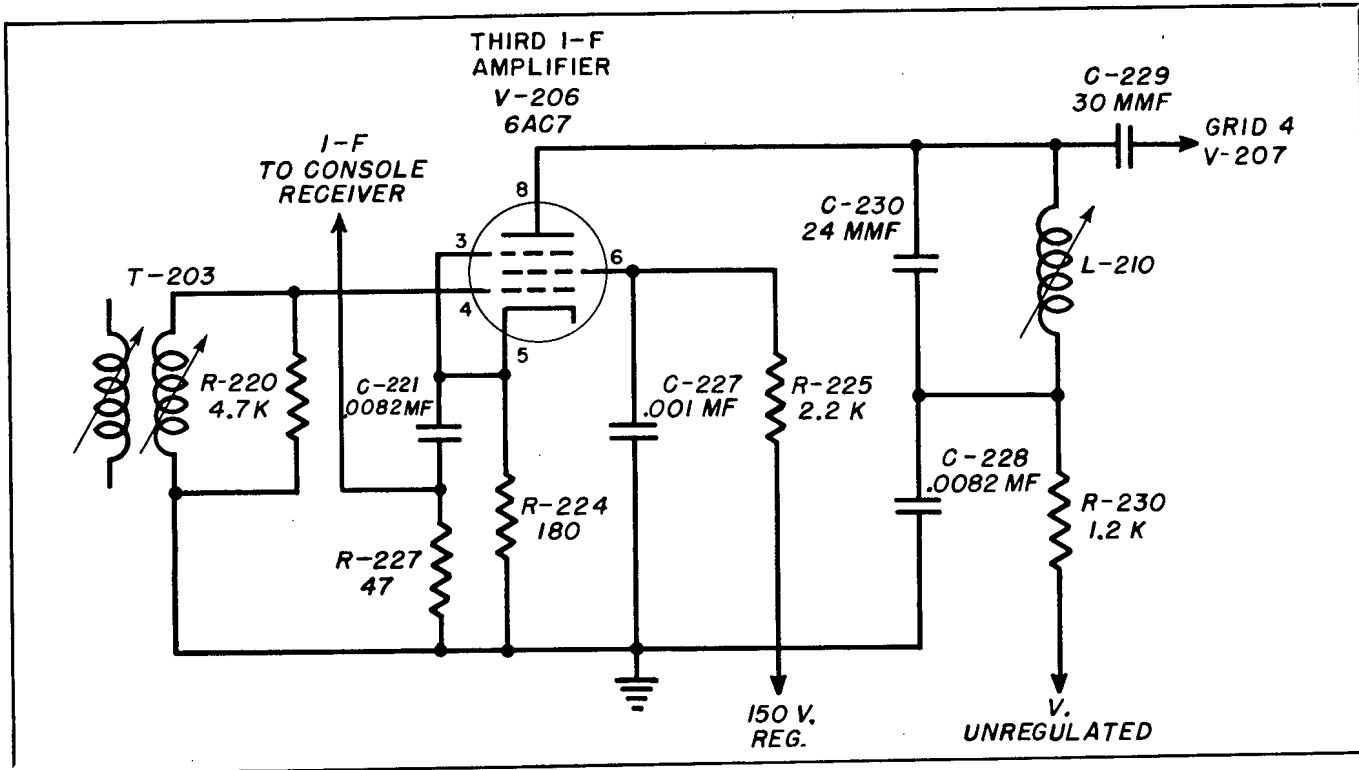 THIRD I-F
AMPLIFIER
V-206
6AC7
C-229
30 MMF
GRID 4
V-207
I-F
TO CONSOLE
RECEIVER
8
C-230
24 MMF
3
6
L-210
T-203
4
5
R-220
4.7K
C-221
.0082MF
C-227
.001 MF
R-225
2.2 K
C-228
.0082 MF
R-224
180
R-230
1.2 K
R-227
47
150 V.
REG.
V.
UNREGULATED